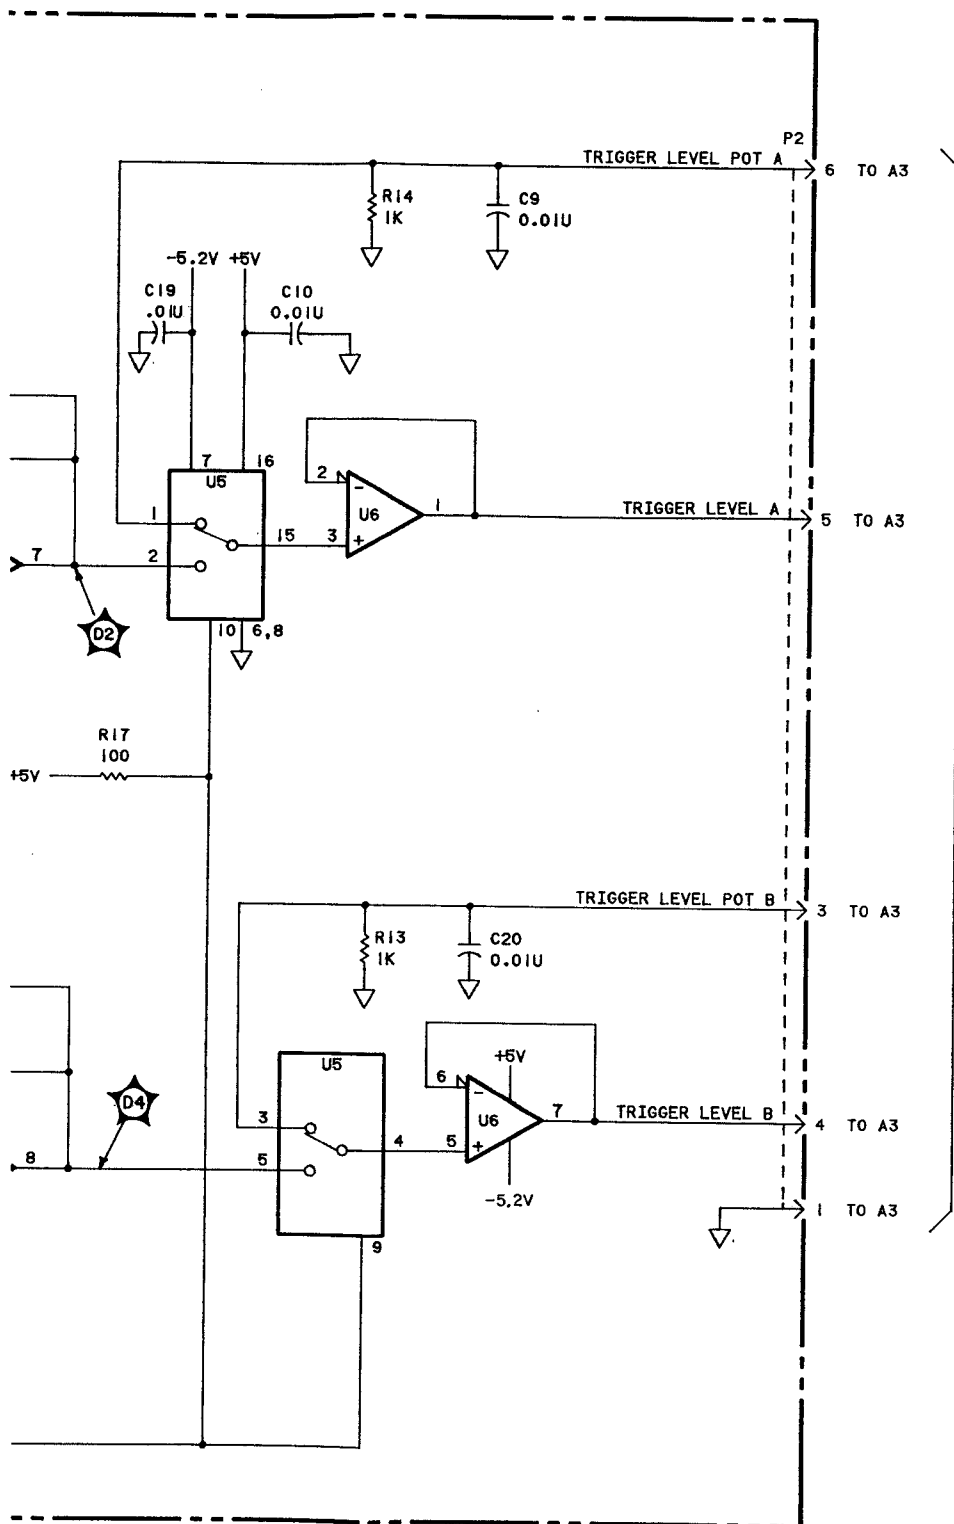 P2
TRIGGER LEVEL POT A
6 TO A3
R14
1K
C9
0.01U
-5.2V +5V
C19
.01U
C10
0.01U
7 16
U5
2
-
U6
+
1
TRIGGER LEVEL A
5 TO A3
1
15 3
7
2
D2
10 6,8
R17
100
+5V
TRIGGER LEVEL POT B
3 TO A3
R13
1K
C20
0.01U
U5
+5V
6
-
U6
+
7
TRIGGER LEVEL B
4 TO A3
D4
3
4 5
8
5
-5.2V
1 TO A3
9